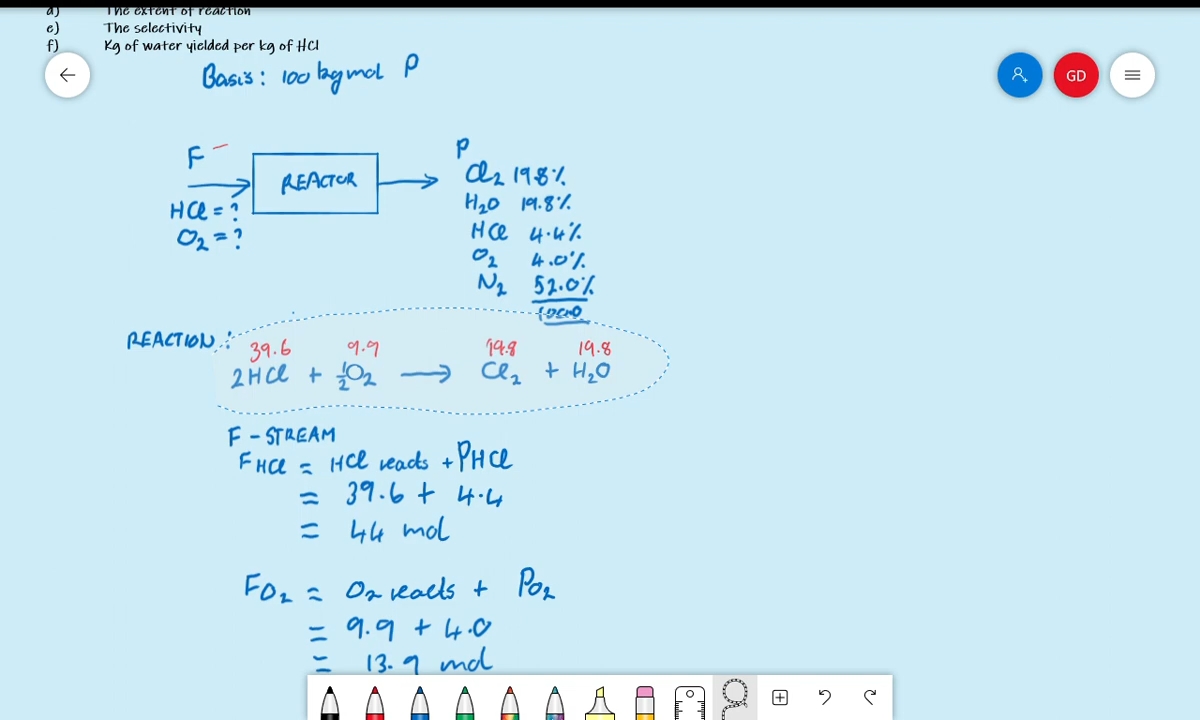 d) The extent of reaction
e) The selectivity
f) Kg of water yielded per kg of HCl
Basis: 100 kgmol P
GD
F
REACTOR
HCl = ?
O2 = ?
P
Cl2 19.8%
H2O 19.8%
HCl 4.4%
O2 4.0%
N2 52.0%
REACTION:
39.6 9.9 19.8 19.8
2HCl + 1/2O2 → Cl2 + H2O
F - STREAM
FHCl = HCl reacts + PHCl
= 39.6 + 4.4
= 44 mol
FO2 = O2 reacts + PO2
= 9.9 + 4.0
= 13.9 mol